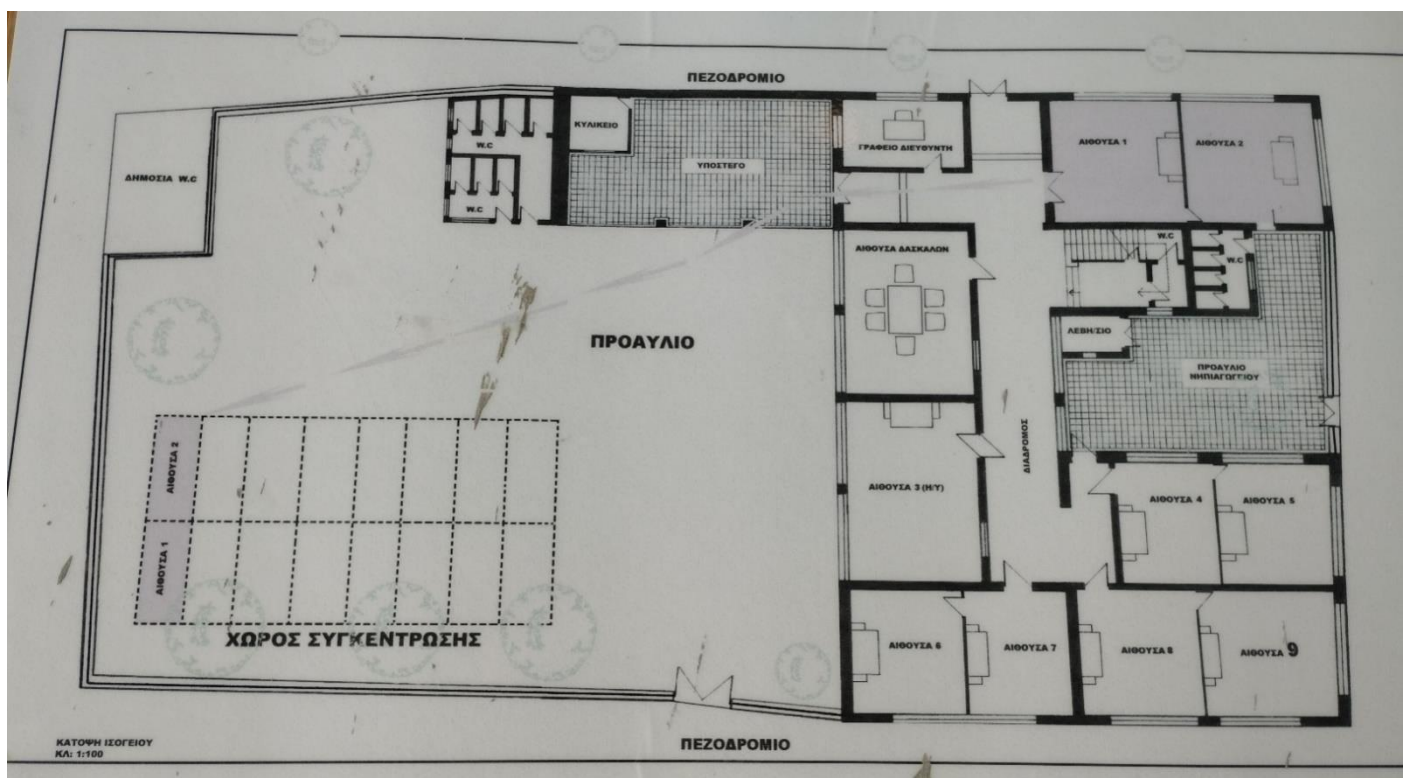 ΠΕΖΟΔΡΟΜΙΟ
ΔΗΜΟΣΙΑ W.C
W.C
W.C
ΚΥΛΙΚΕΙΟ
ΥΠΟΣΤΕΓΟ
ΓΡΑΦΕΙΟ ΔΙΕΥΘΥΝΤΗ
ΑΙΘΟΥΣΑ 1
ΑΙΘΟΥΣΑ 2
ΑΙΘΟΥΣΑ ΔΑΣΚΑΛΩΝ
W.C
W.C
ΛΕΒΗ/ΣΙΟ
ΠΡΟΑΥΛΙΟ
ΝΗΠΙΑΓΩΓΕΙΟΥ
ΠΡΟΑΥΛΙΟ
ΔΙΑΔΡΟΜΟΣ
ΑΙΘΟΥΣΑ 2
ΑΙΘΟΥΣΑ 1
ΑΙΘΟΥΣΑ 3 (Η/Υ)
ΑΙΘΟΥΣΑ 4
ΑΙΘΟΥΣΑ 5
ΧΩΡΟΣ ΣΥΓΚΕΝΤΡΩΣΗΣ
ΑΙΘΟΥΣΑ 6
ΑΙΘΟΥΣΑ 7
ΑΙΘΟΥΣΑ 8
ΑΙΘΟΥΣΑ 9
ΚΑΤΟΨΗ ΙΣΟΓΕΙΟΥ
ΚΛ: 1:100
ΠΕΖΟΔΡΟΜΙΟ